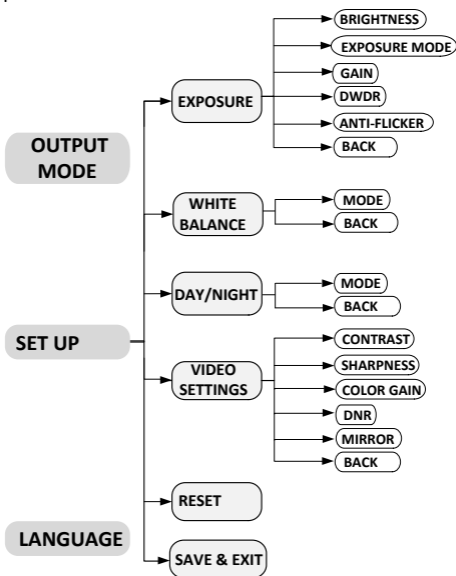 OUTPUT
MODE
SET UP
LANGUAGE
EXPOSURE
BRIGHTNESS
EXPOSURE MODE
GAIN
DWDR
ANTI-FLICKER
BACK
WHITE
BALANCE
MODE
BACK
DAY/NIGHT
MODE
BACK
VIDEO
SETTINGS
CONTRAST
SHARPNESS
COLOR GAIN
DNR
MIRROR
BACK
RESET
SAVE & EXIT